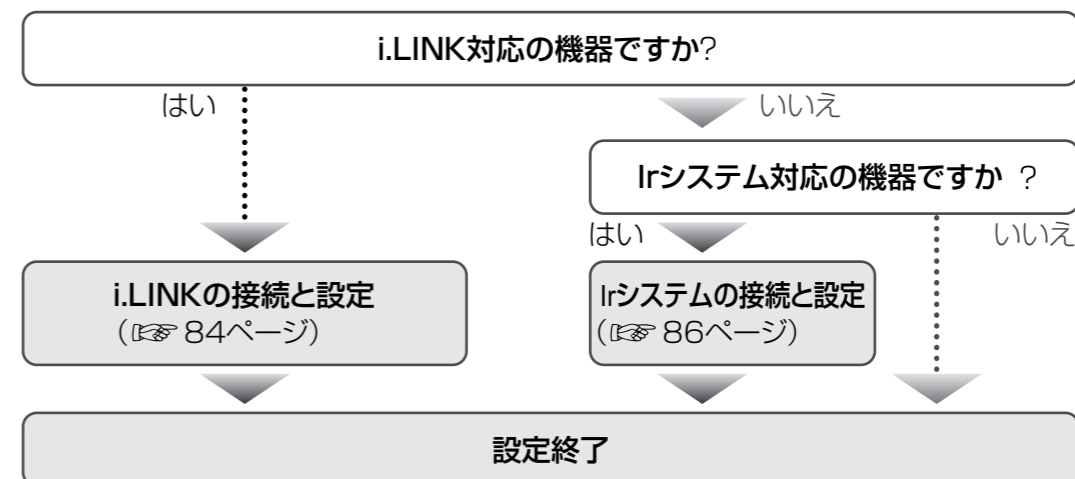 i.LINK対応の機器ですか?
はい
いいえ
Irシステム対応の機器ですか ?
はい
いいえ
i.LINKの接続と設定
(☞ 84ページ)
Irシステムの接続と設定
(☞ 86ページ)
設定終了